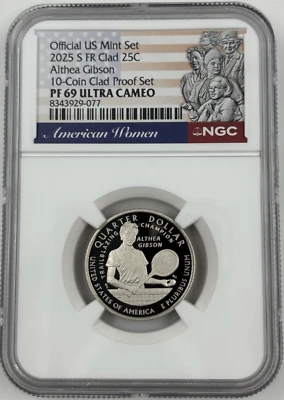 Official US Mint Set
2025 S FR Clad 25C
Althea Gibson
10-Coin Clad Proof Set
PF 69 ULTRA CAMEO
8343929-077
American Women
NGC
QUARTER DOLLAR
TRAILBLAZING
CHAMPION
ALTHEA
GIBSON
UNITED STATES OF AMERICA
E PLURIBUS UNUM